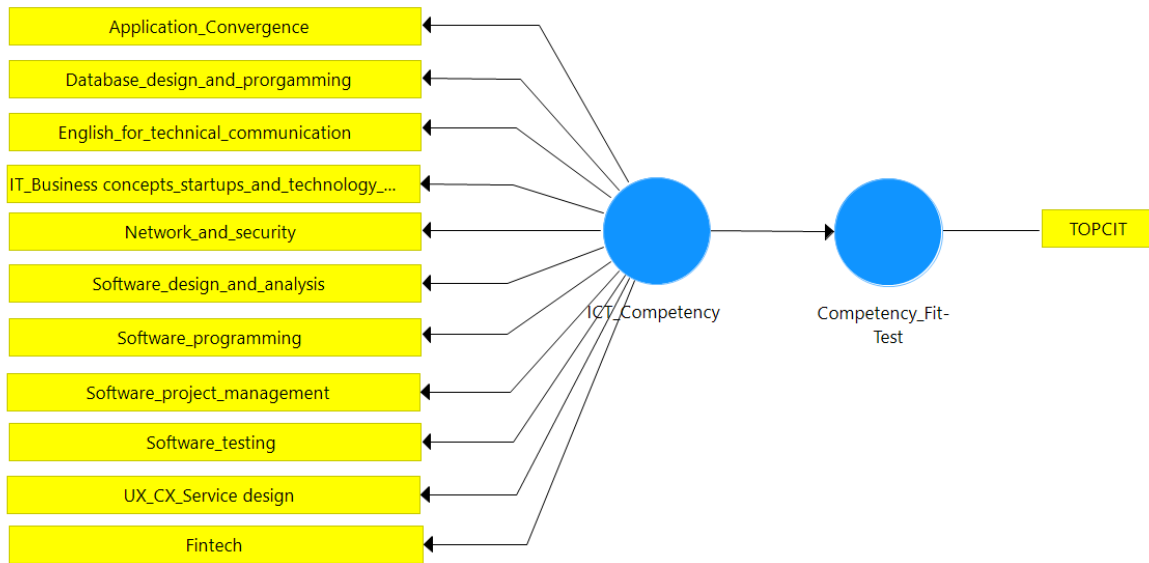 Application_Convergence
Database_design_and_prorgamming
English_for_technical_communication
IT_Business concepts_startups_and_technology_...
Network_and_security
Software_design_and_analysis
Software_programming
Software_project_management
Software_testing
UX_CX_Service design
Fintech
ICT_Competency
Competency_Fit-
Test
TOPCIT